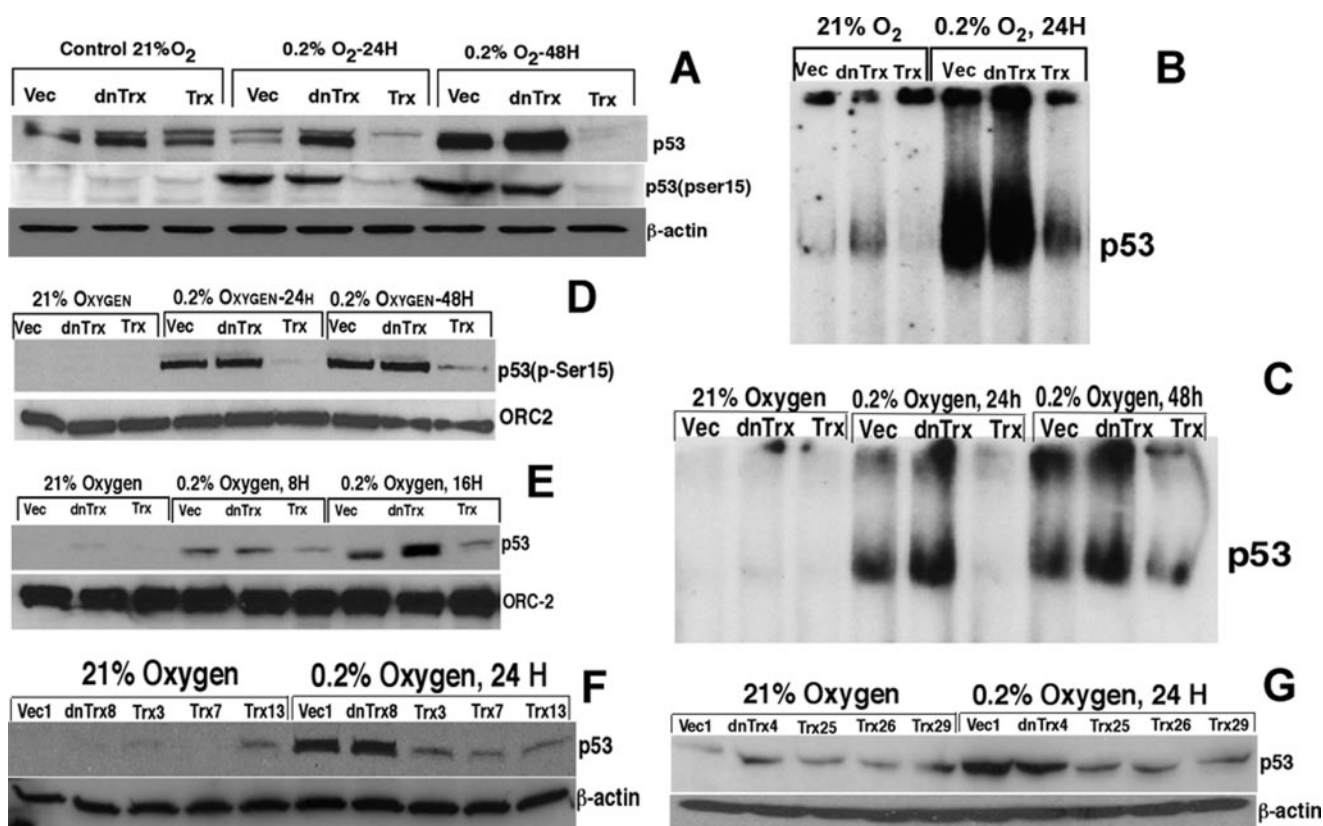 Control 21%O2 0.2% O2-24H 0.2% O2-48H
Vec dnTrx Trx Vec dnTrx Trx Vec dnTrx Trx
p53
p53(pser15)
β-actin
A
21% O2 0.2% O2, 24H
Vec dnTrx Trx Vec dnTrx Trx
B
p53
21% OXYGEN 0.2% OXYGEN-24H 0.2% OXYGEN-48H
Vec dnTrx Trx Vec dnTrx Trx Vec dnTrx Trx
D
p53(p-Ser15)
ORC2
C
21% Oxygen 0.2% Oxygen, 24h 0.2% Oxygen, 48h
Vec dnTrx Trx Vec dnTrx Trx Vec dnTrx Trx
p53
21% Oxygen 0.2% Oxygen, 8H 0.2% Oxygen, 16H
Vec dnTrx Trx Vec dnTrx Trx Vec dnTrx Trx
E
p53
ORC-2
21% Oxygen 0.2% Oxygen, 24 H
F
Vec1 dnTrx8 Trx3 Trx7 Trx13 Vec1 dnTrx8 Trx3 Trx7 Trx13
p53
β-actin
21% Oxygen 0.2% Oxygen, 24 H
G
Vec1 dnTrx4 Trx25 Trx26 Trx29 Vec1 dnTrx4 Trx25 Trx26 Trx29
p53
β-actin